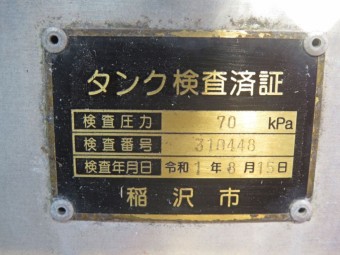 タンク検査済証
検査圧力 70 kPa
検査番号 310448
検査年月日 令和1年8月15日
稲沢市